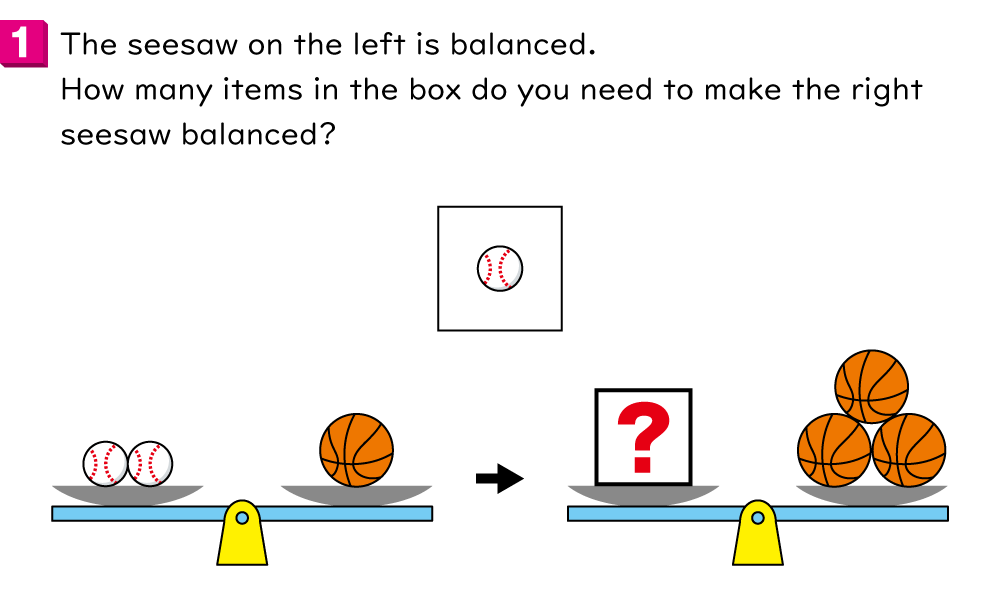 1 The seesaw on the left is balanced.
How many items in the box do you need to make the right
seesaw balanced?
?